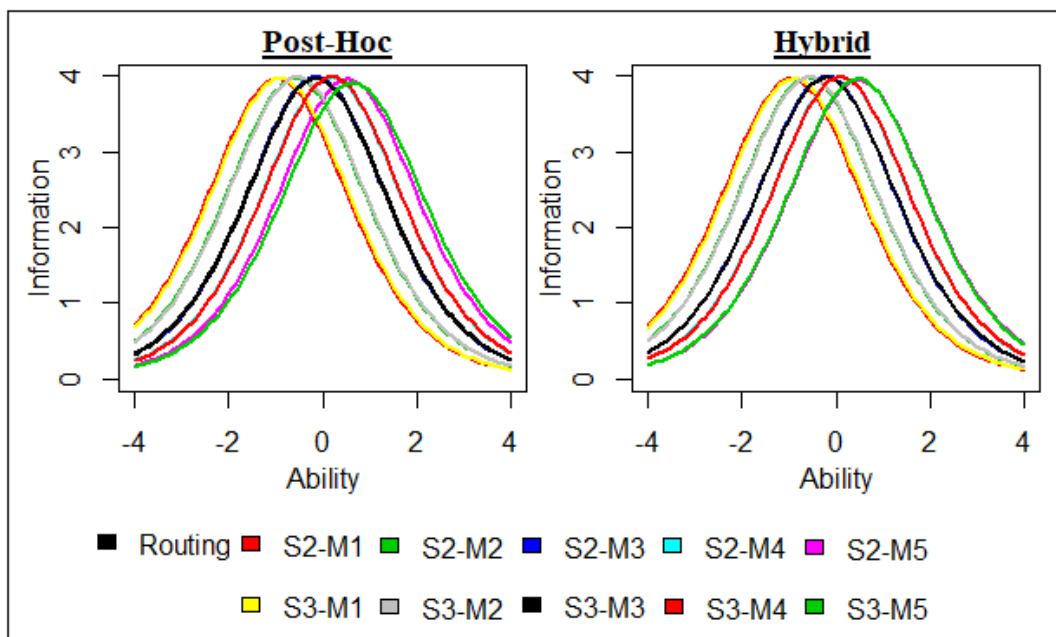 Post-Hoc
Hybrid
Information
4
3
2
1
0
-4 -2 0 2 4
Ability
Information
4
3
2
1
0
-4 -2 0 2 4
Ability
Routing S2-M1 S2-M2 S2-M3 S2-M4 S2-M5
S3-M1 S3-M2 S3-M3 S3-M4 S3-M5